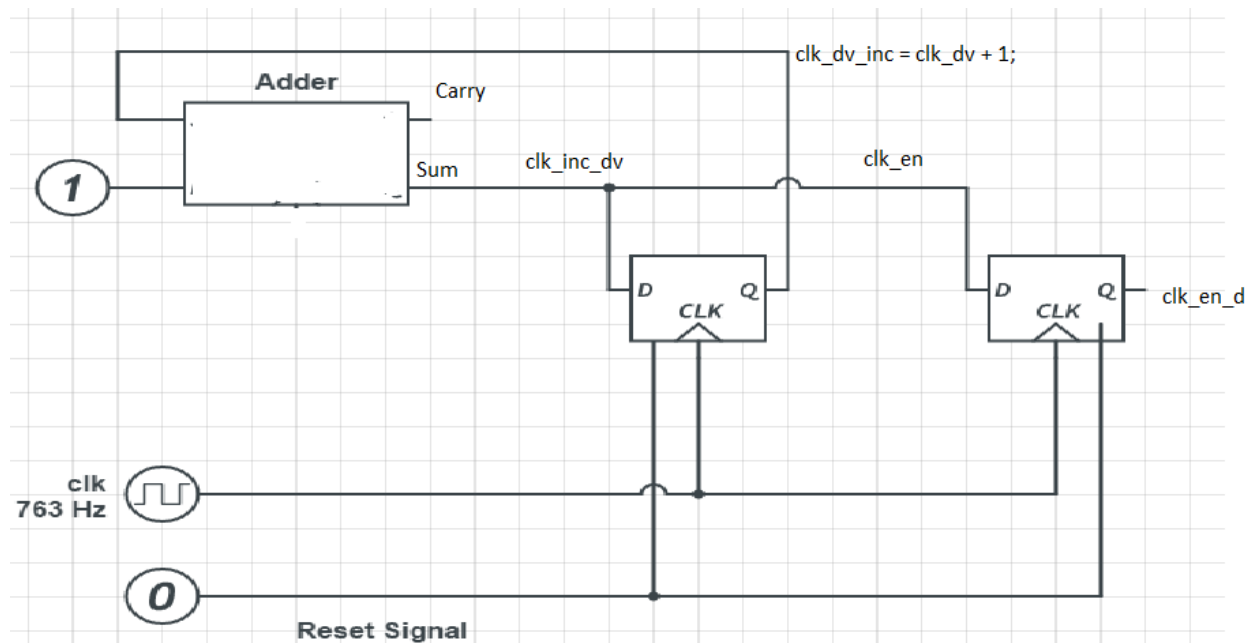 clk_dv_inc = clk_dv + 1;
Adder
Carry
1
Sum
clk_inc_dv
clk_en
D
Q
CLK
D
Q
CLK
clk_en_d
clk
763 Hz
0
Reset Signal